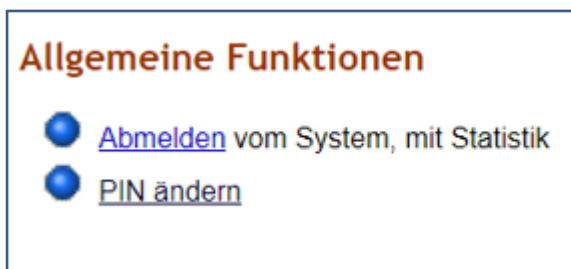 Allgemeine Funktionen
Abmelden vom System, mit Statistik
PIN ändern